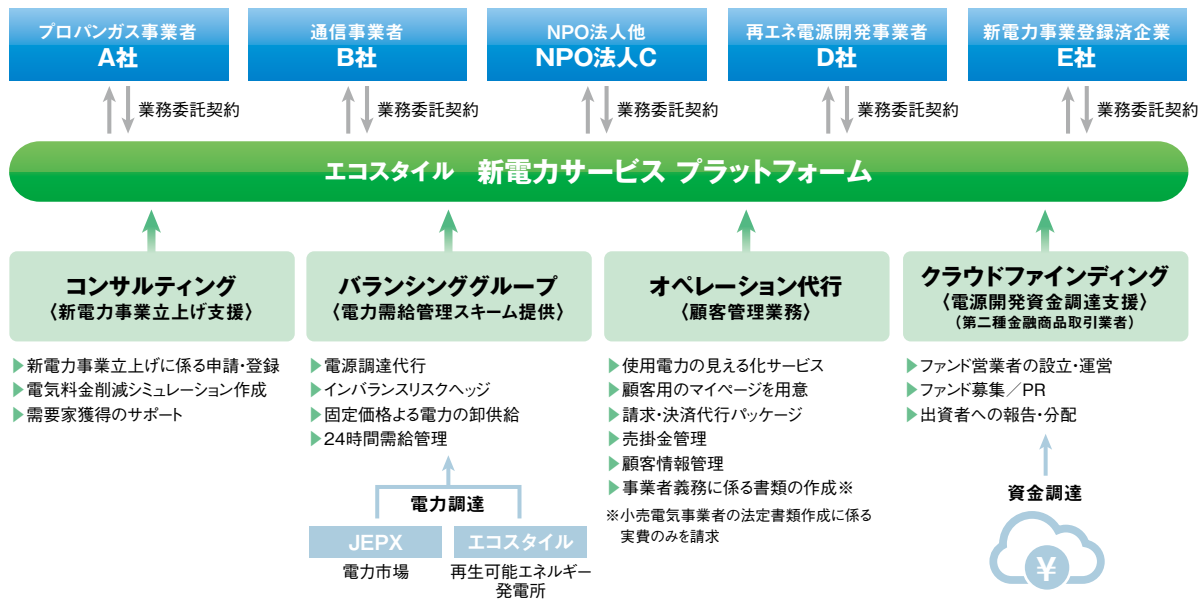 プロパンガス事業者
A社
通信事業者
B社
NPO法人他
NPO法人C
再エネ電源開発事業者
D社
新電力事業登録済企業
E社
業務委託契約
業務委託契約
業務委託契約
業務委託契約
業務委託契約
エコスタイル 新電力サービス プラットフォーム
コンサルティング
〈新電力事業立上げ支援〉
▶新電力事業立上げに係る申請・登録
▶電気料金削減シミュレーション作成
▶需要家獲得のサポート
バランシンググループ
〈電力需給管理スキーム提供〉
▶電源調達代行
▶インバランスリスクヘッジ
▶固定価格よる電力の卸供給
▶24時間需給管理
電力調達
JEPX
電力市場
エコスタイル
再生可能エネルギー
発電所
オペレーション代行
〈顧客管理業務〉
▶使用電力の見える化サービス
▶顧客用のマイページを用意
▶請求・決済代行パッケージ
▶売掛金管理
▶顧客情報管理
▶事業者義務に係る書類の作成※
※小売電気事業者の法定書類作成に係る
実費のみを請求
クラウドファインディング
〈電源開発資金調達支援〉
(第二種金融商品取引業者)
▶ファンド営業者の設立・運営
▶ファンド募集／PR
▶出資者への報告・分配
資金調達
¥